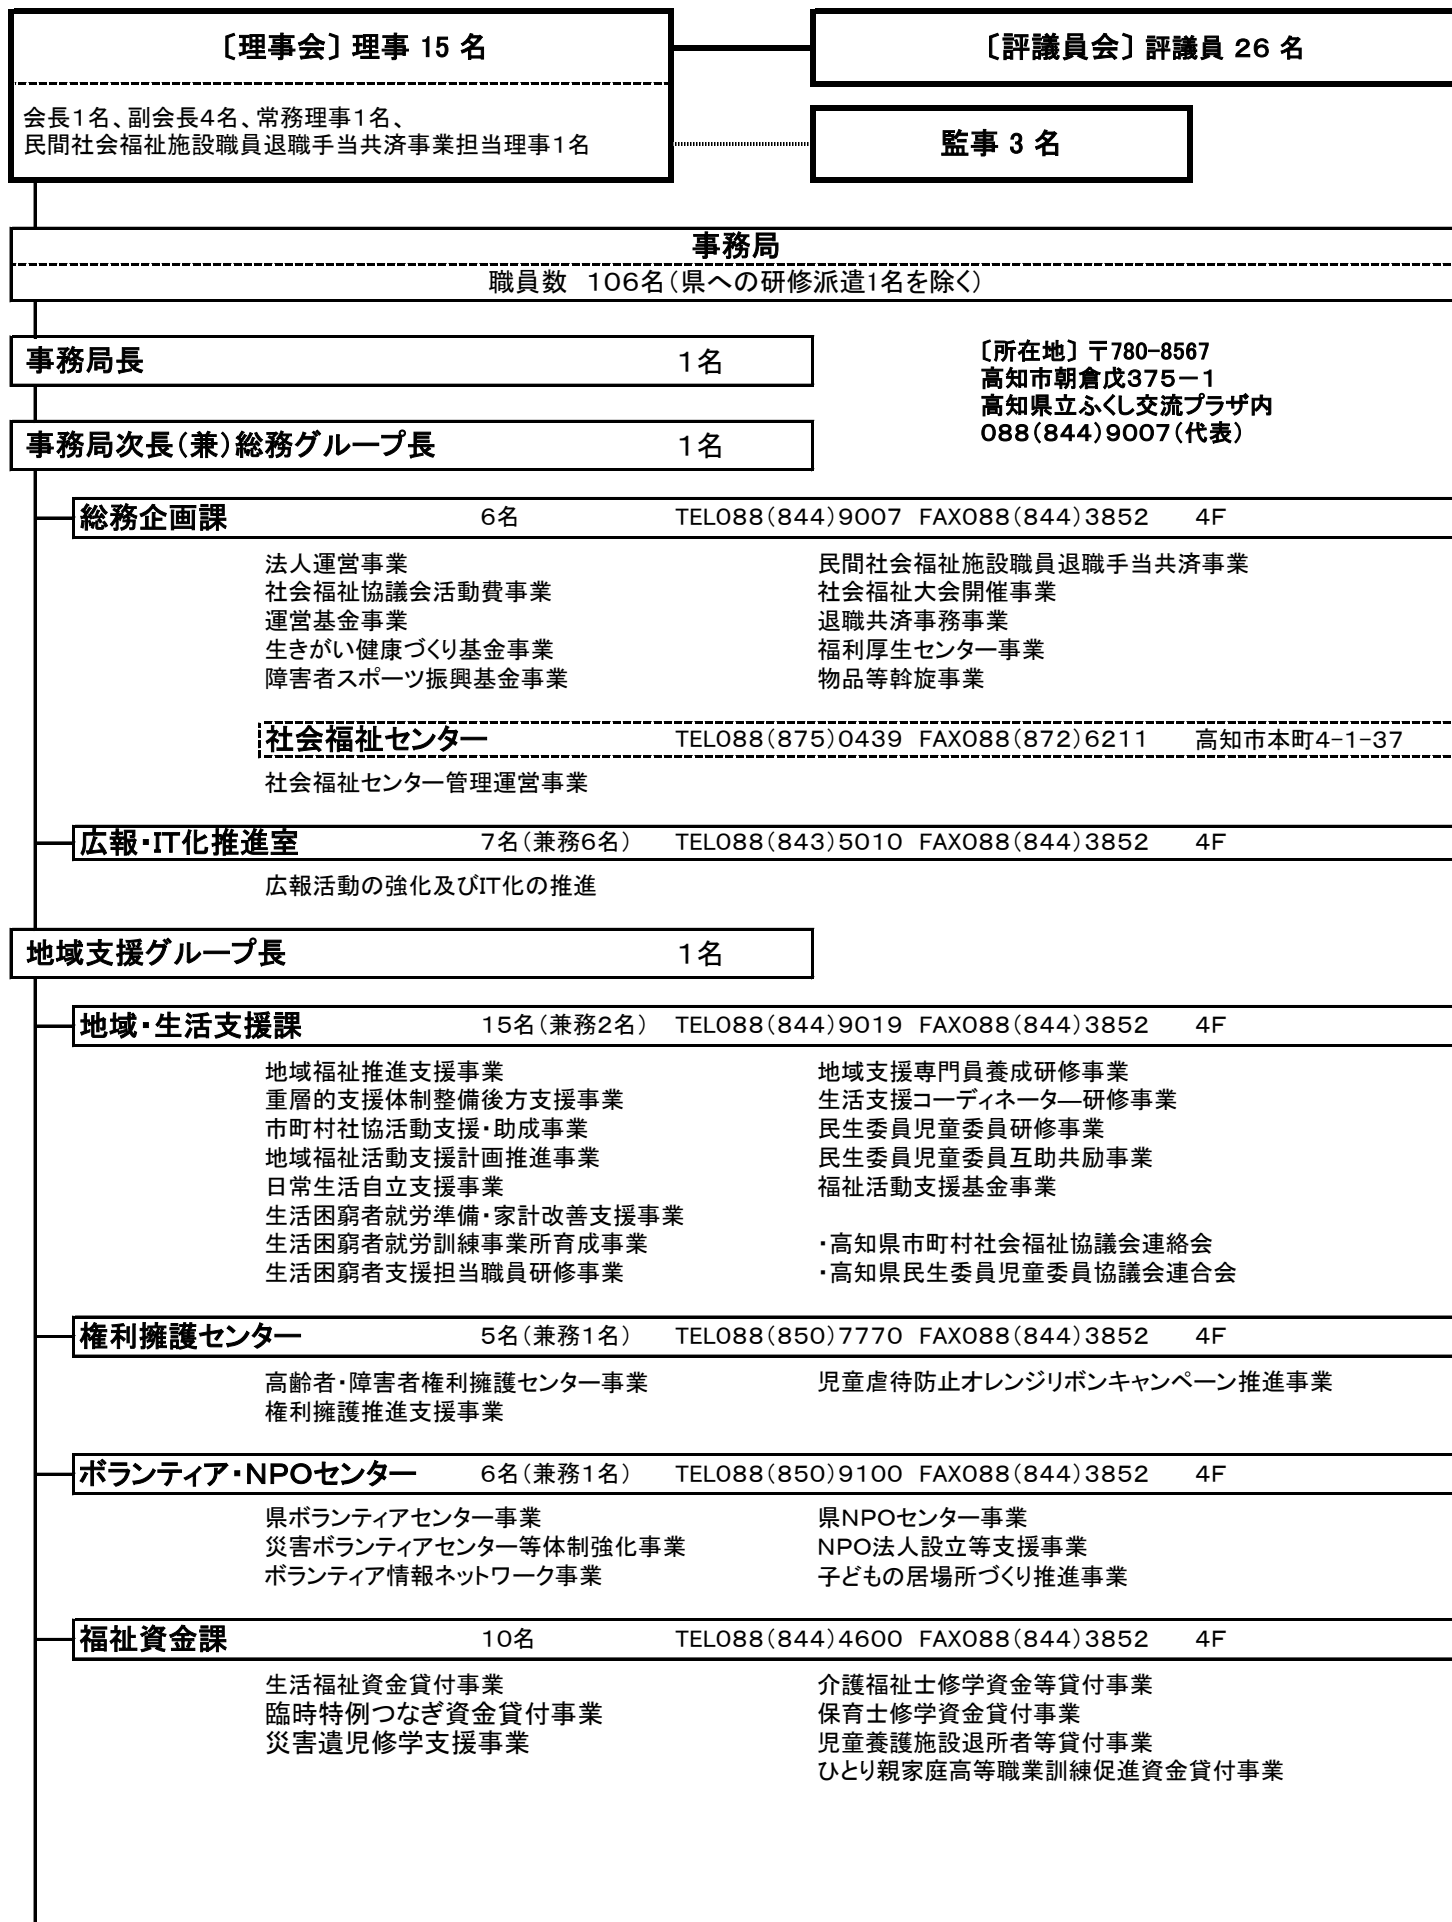 〔理事会〕 理事 15 名
〔評議員会〕 評議員 26 名
会長1名、副会長4名、常務理事1名、
民間社会福祉施設職員退職手当共済事業担当理事1名
監事 3 名
事務局
職員数　106名（県への研修派遣1名を除く）
事務局長 1名
〔所在地〕 〒780-8567
高知市朝倉戊375－1
高知県立ふくし交流プラザ内
088（844）9007（代表）
事務局次長（兼）総務グループ長 1名
総務企画課 6名 TEL088（844）9007 FAX088（844）3852 4F
法人運営事業 民間社会福祉施設職員退職手当共済事業
社会福祉協議会活動費事業 社会福祉大会開催事業
運営基金事業 退職共済事務事業
生きがい健康づくり基金事業 福利厚生センター事業
障害者スポーツ振興基金事業 物品等斡旋事業
社会福祉センター TEL088（875）0439 FAX088（872）6211 高知市本町4-1-37
社会福祉センター管理運営事業
広報・IT化推進室 7名（兼務6名） TEL088（843）5010 FAX088（844）3852 4F
広報活動の強化及びIT化の推進
地域支援グループ長 1名
地域・生活支援課 15名（兼務2名） TEL088（844）9019 FAX088（844）3852 4F
地域福祉推進支援事業 地域支援専門員養成研修事業
重層的支援体制整備後方支援事業 生活支援コーディネータ―研修事業
市町村社協活動支援・助成事業 民生委員児童委員研修事業
地域福祉活動支援計画推進事業 民生委員児童委員互助共励事業
日常生活自立支援事業 福祉活動支援基金事業
生活困窮者就労準備・家計改善支援事業
生活困窮者就労訓練事業所育成事業 ・高知県市町村社会福祉協議会連絡会
生活困窮者支援担当職員研修事業 ・高知県民生委員児童委員協議会連合会
権利擁護センター 5名（兼務1名） TEL088（850）7770 FAX088（844）3852 4F
高齢者・障害者権利擁護センター事業 児童虐待防止オレンジリボンキャンペーン推進事業
権利擁護推進支援事業
ボランティア・NPOセンター 6名（兼務1名） TEL088（850）9100 FAX088（844）3852 4F
県ボランティアセンター事業 県NPOセンター事業
災害ボランティアセンター等体制強化事業 NPO法人設立等支援事業
ボランティア情報ネットワーク事業 子どもの居場所づくり推進事業
福祉資金課 10名 TEL088（844）4600 FAX088（844）3852 4F
生活福祉資金貸付事業 介護福祉士修学資金等貸付事業
臨時特例つなぎ資金貸付事業 保育士修学資金貸付事業
災害遺児修学支援事業 児童養護施設退所者等貸付事業
ひとり親家庭高等職業訓練促進資金貸付事業